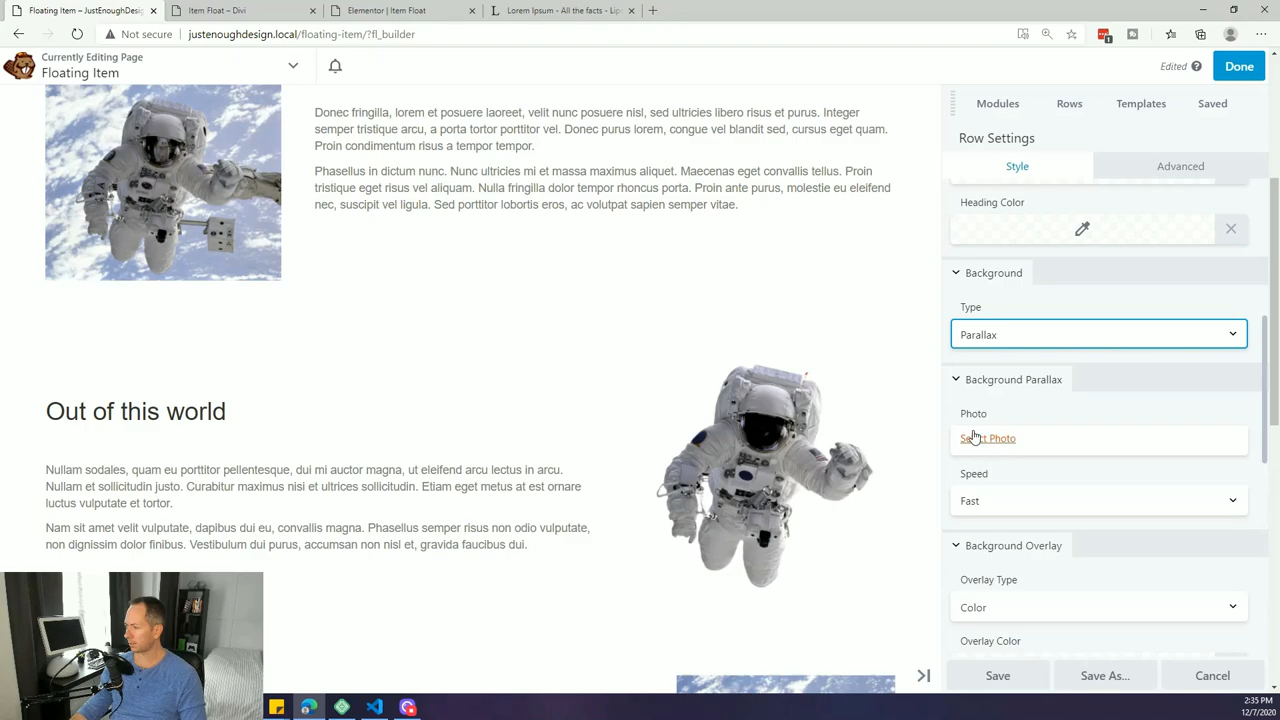 Floating Item – JustEnoughDesig
Item Float – Divi
Elementor | Item Float
Lorem Ipsum - All the facts - Lip
Not secure
justenoughdesign.local/floating-item/?fl_builder
Currently Editing Page
Floating Item
Edited
Done
Donec fringilla, lorem et posuere laoreet, velit nunc posuere nisl, sed ultricies libero risus et purus. Integer
semper tristique arcu, a porta tortor porttitor vel. Donec purus lorem, congue vel blandit sed, cursus eget quam.
Proin condimentum risus a tempor tempor.
Phasellus in dictum nunc. Nunc ultricies mi et massa maximus aliquet. Maecenas eget convallis tellus. Proin
tristique eget risus vel aliquam. Nulla fringilla dolor tempor rhoncus porta. Proin ante purus, molestie eu eleifend
nec, suscipit vel ligula. Sed porttitor lobortis eros, ac volutpat sapien semper vitae.
Out of this world
Nullam sodales, quam eu porttitor pellentesque, dui mi auctor magna, ut eleifend arcu lectus in arcu.
Nullam et sollicitudin justo. Curabitur maximus nisi et ultrices sollicitudin. Etiam eget metus at est ornare
luctus vulputate et tortor.
Nam sit amet velit vulputate, dapibus dui eu, convallis magna. Phasellus semper risus non odio vulputate,
non dignissim dolor finibus. Vestibulum dui purus, accumsan non nisl et, gravida faucibus dui.
Modules
Rows
Templates
Saved
Row Settings
Style
Advanced
Heading Color
Background
Type
Parallax
Background Parallax
Photo
Select Photo
Speed
Fast
Background Overlay
Overlay Type
Color
Overlay Color
Save
Save As...
Cancel
2:35 PM
12/7/2020